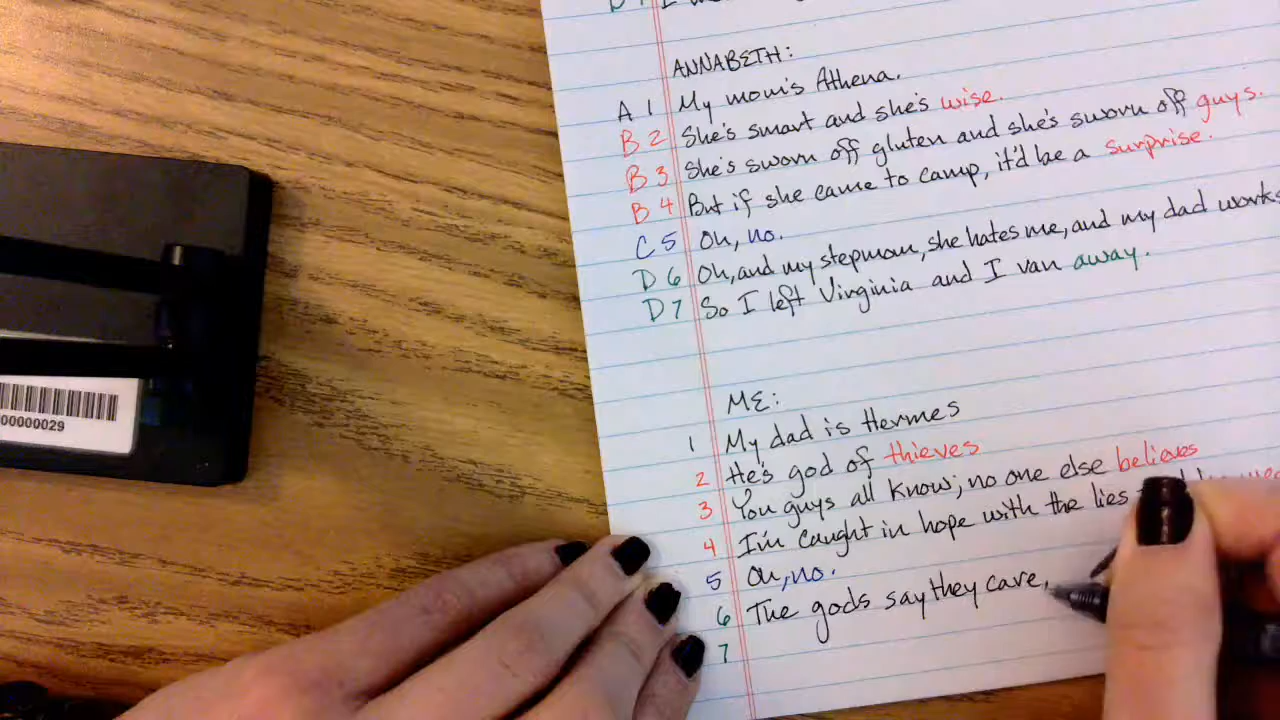 ANNABETH:
A 1 My mom's Athena.
B 2 She's smart and she's wise.
B 3 She's sworn off gluten and she's sworn off guys.
B 4 But if she came to camp, it'd be a surprise.
C 5 Oh, no.
D 6 Oh, and my stepmom, she hates me, and my dad works
D 7 So I left Virginia and I ran away.
ME:
1 My dad is Hermes
2 He's god of thieves
3 You guys all know; no one else believes
4 I'm caught in hope with the lies
5 Oh, no.
6 The gods say they care,
7
00000029